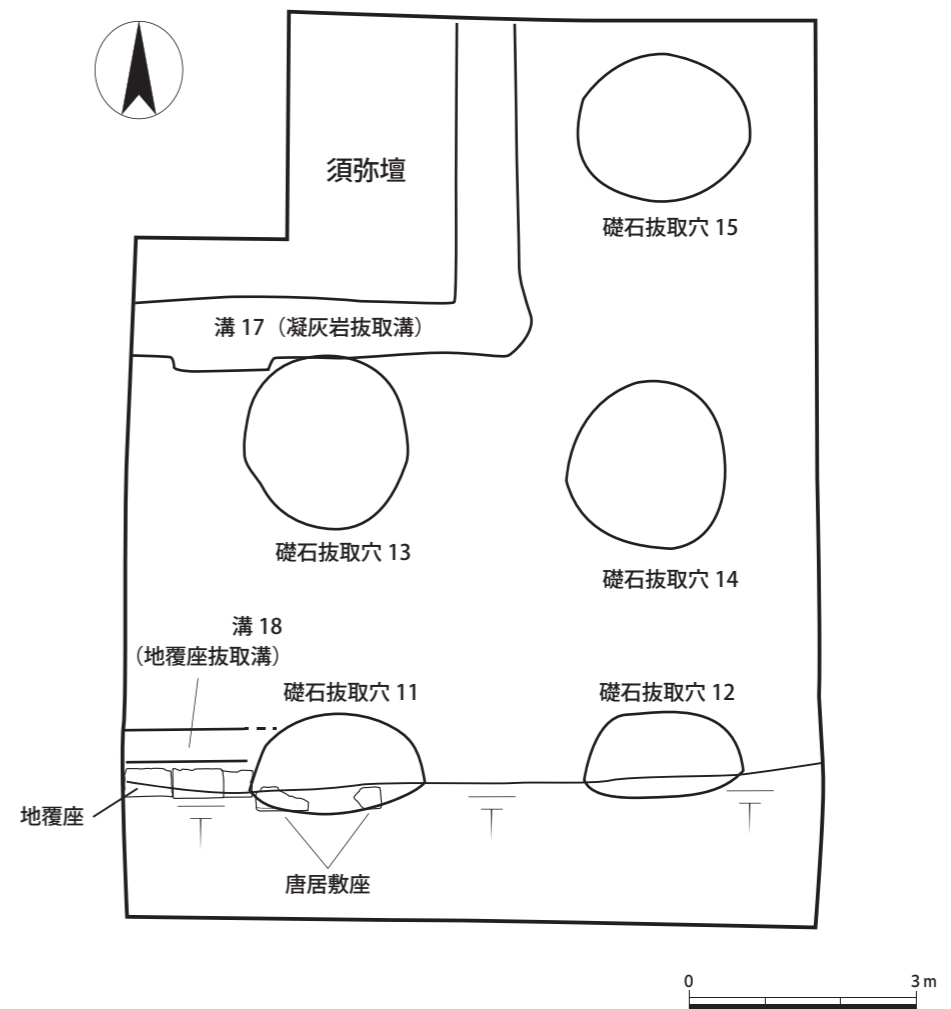 須弥壇
礎石抜取穴 15
溝 17（凝灰岩抜取溝）
礎石抜取穴 13
礎石抜取穴 14
溝 18
（地覆座抜取溝）
礎石抜取穴 11
礎石抜取穴 12
地覆座
唐居敷座
0
3 m